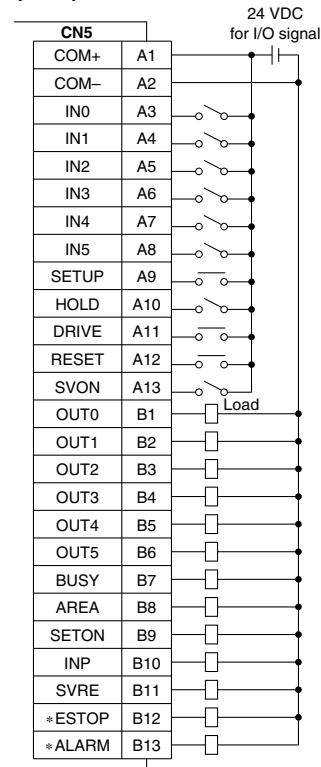 24 VDC
for I/O signal
CN5
COM+ A1
COM– A2
IN0 A3
IN1 A4
IN2 A5
IN3 A6
IN4 A7
IN5 A8
SETUP A9
HOLD A10
DRIVE A11
RESET A12
SVON A13
Load
OUT0 B1
OUT1 B2
OUT2 B3
OUT3 B4
OUT4 B5
OUT5 B6
BUSY B7
AREA B8
SETON B9
INP B10
SVRE B11
∗ESTOP B12
∗ALARM B13